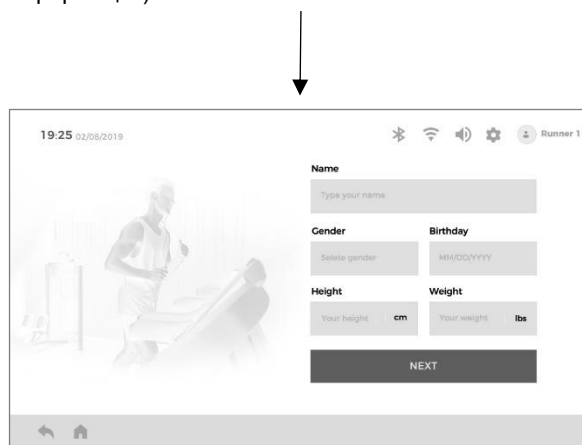 19:25 02/08/2019 Runner 1
Name
Type your name
Gender Birthday
Selete gender MM/DD/YYYY
Height Weight
Your height cm Your weight lbs
NEXT